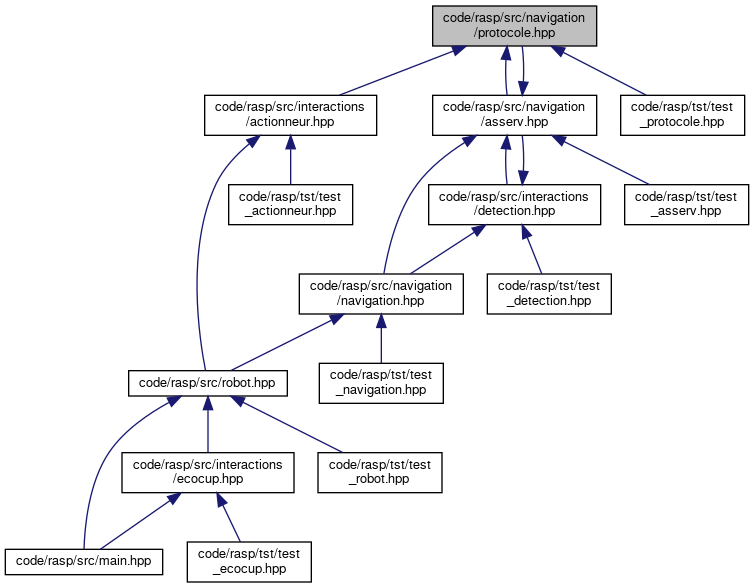 code/rasp/src/navigation
/protocole.hpp
code/rasp/src/interactions
/actionneur.hpp
code/rasp/src/navigation
/asserv.hpp
code/rasp/tst/test
_protocole.hpp
code/rasp/tst/test
_actionneur.hpp
code/rasp/src/interactions
/detection.hpp
code/rasp/tst/test
_asserv.hpp
code/rasp/src/navigation
/navigation.hpp
code/rasp/tst/test
_detection.hpp
code/rasp/src/robot.hpp
code/rasp/tst/test
_navigation.hpp
code/rasp/src/interactions
/ecocup.hpp
code/rasp/tst/test
_robot.hpp
code/rasp/src/main.hpp
code/rasp/tst/test
_ecocup.hpp